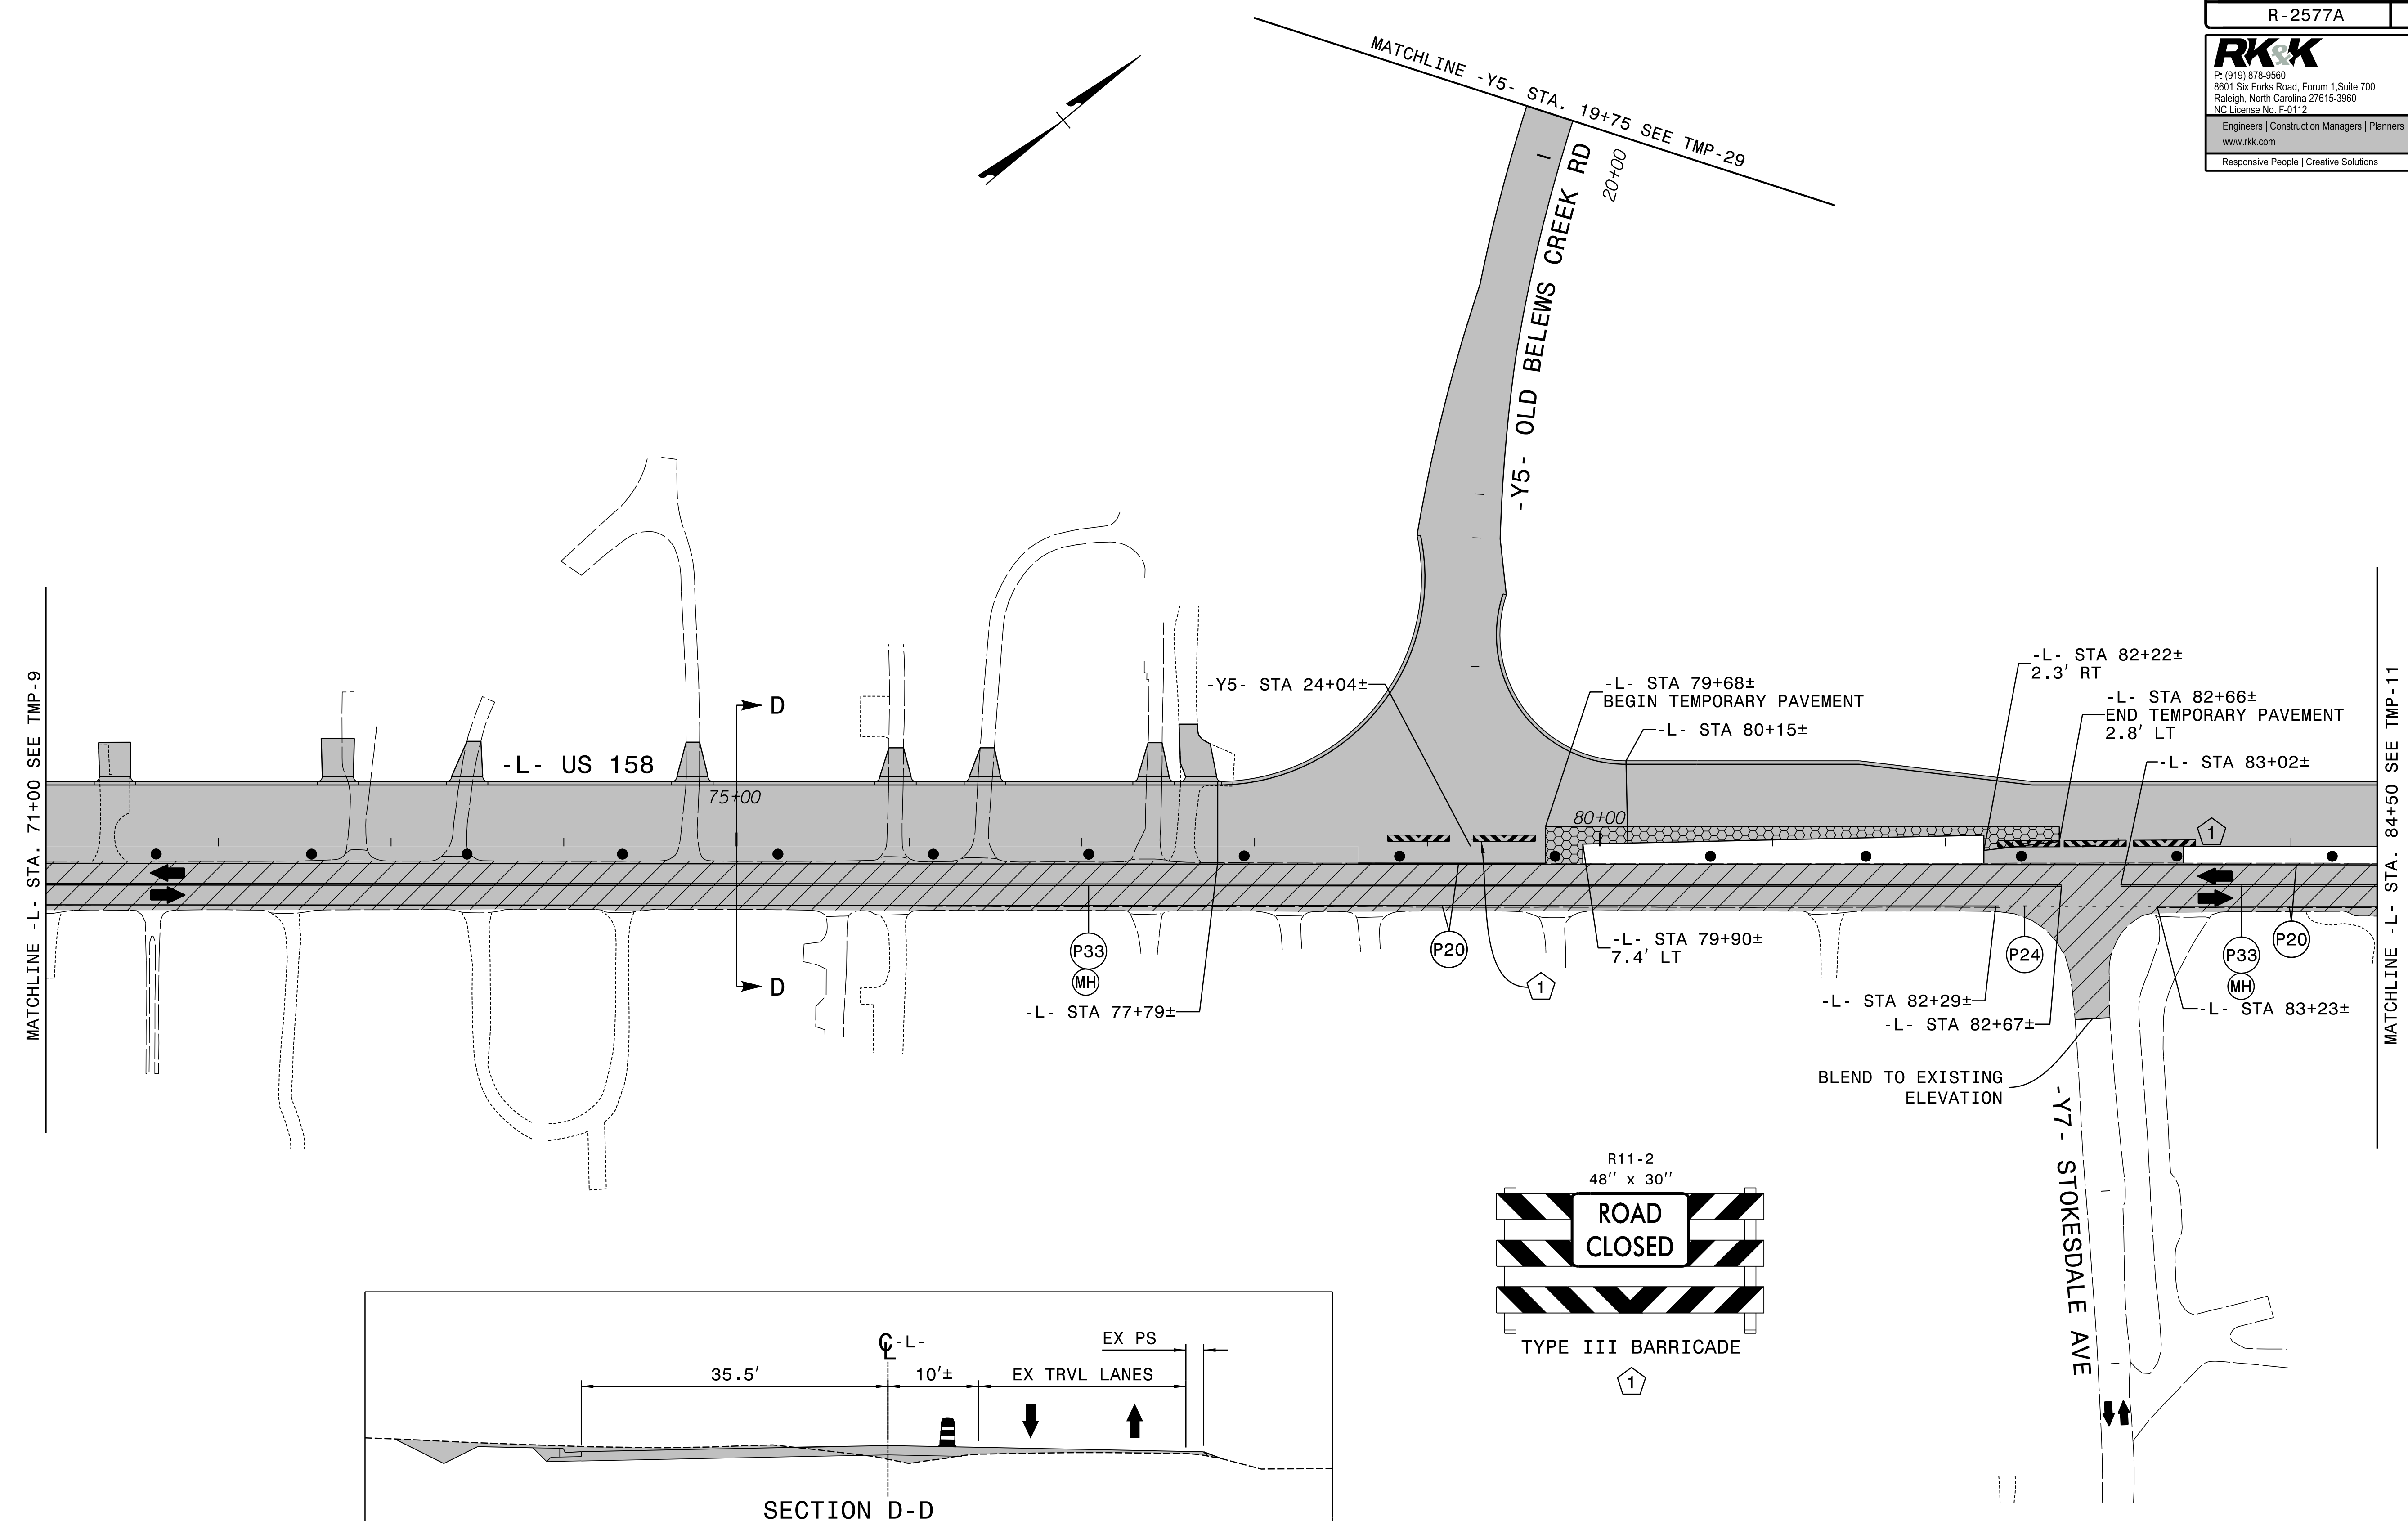 R-2577A
RK&K
P: (919) 878-9560
8601 Six Forks Road, Forum 1,Suite 700
Raleigh, North Carolina 27615-3960
NC License No. F-0112
Engineers | Construction Managers | Planners |
www.rkk.com
Responsive People | Creative Solutions
MATCHLINE -Y5- STA. 19+75 SEE TMP-29
20+00
-Y5- OLD BELEWS CREEK RD
MATCHLINE -L- STA. 71+00 SEE TMP-9
MATCHLINE -L- STA. 84+50 SEE TMP-11
-L- US 158
D
75+00
-Y5- STA 24+04±
-L- STA 79+68±
BEGIN TEMPORARY PAVEMENT
-L- STA 80+15±
-L- STA 82+22±
2.3' RT
-L- STA 82+66±
END TEMPORARY PAVEMENT
2.8' LT
-L- STA 83+02±
80+00
1
P33
MH
P20
-L- STA 79+90±
7.4' LT
P24
P33
MH
P20
D
1
-L- STA 77+79±
-L- STA 82+29±
-L- STA 82+67±
-L- STA 83+23±
BLEND TO EXISTING
ELEVATION
-Y7- STOKESDALE AVE
R11-2
48" x 30"
ROAD
CLOSED
TYPE III BARRICADE
1
CL -L-
EX PS
35.5'
10'±
EX TRVL LANES
SECTION D-D